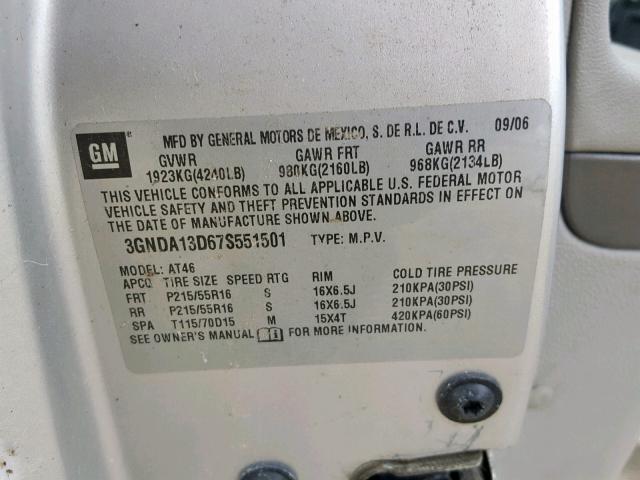 GM
MFD BY GENERAL MOTORS DE MEXICO, S. DE R.L. DE C.V. 09/06
GVWR GAWR FRT GAWR RR
1923KG(4240LB) 980KG(2160LB) 968KG(2134LB)
THIS VEHICLE CONFORMS TO ALL APPLICABLE U.S. FEDERAL MOTOR
VEHICLE SAFETY AND THEFT PREVENTION STANDARDS IN EFFECT ON
THE DATE OF MANUFACTURE SHOWN ABOVE.
3GNDA13D67S551501 TYPE: M.P.V.
MODEL: AT46
APCQ TIRE SIZE SPEED RTG RIM COLD TIRE PRESSURE
FRT P215/55R16 S 16X6.5J 210KPA(30PSI)
RR P215/55R16 S 16X6.5J 210KPA(30PSI)
SPA T115/70D15 M 15X4T 420KPA(60PSI)
SEE OWNER'S MANUAL FOR MORE INFORMATION.